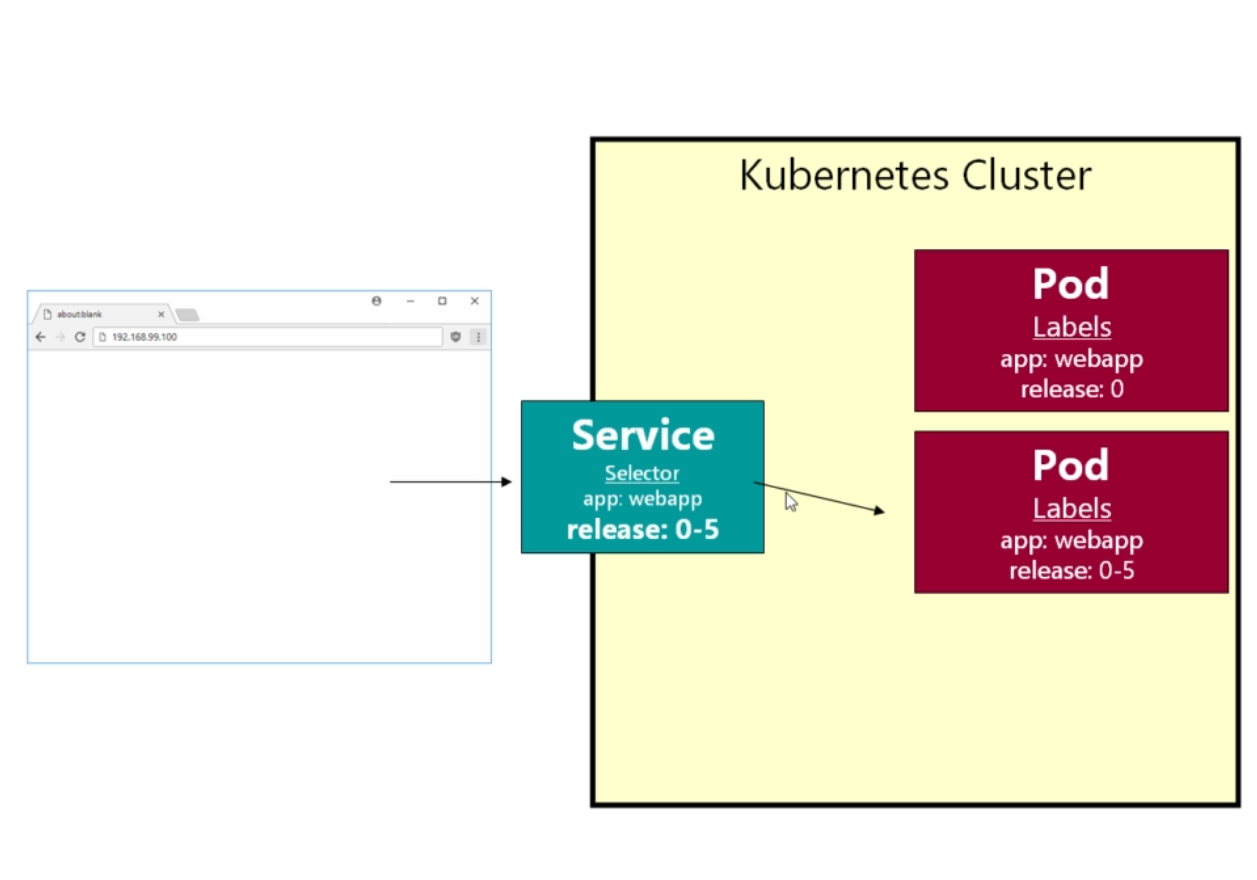 Kubernetes Cluster
about:blank
192.168.99.100
Service
Selector
app: webapp
release: 0-5
Pod
Labels
app: webapp
release: 0
Pod
Labels
app: webapp
release: 0-5